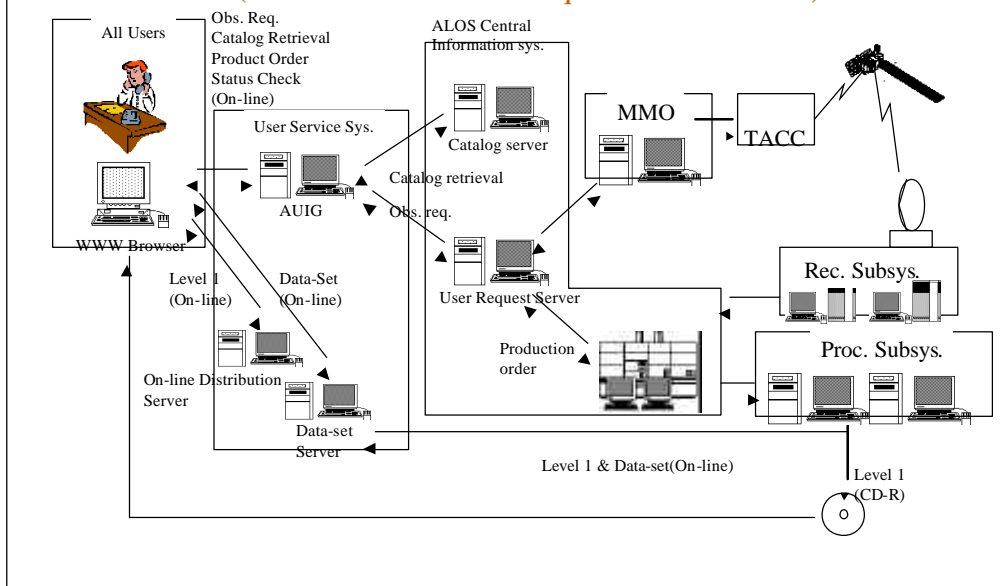 All Users
Obs. Req.
Catalog Retrieval
Product Order
Status Check
(On-line)
ALOS Central
Information sys.
User Service Sys.
MMO
TACC
Catalog server
Catalog retrieval
AUIG
Obs. req.
WWW Browser
Rec. Subsys.
Level 1
(On-line)
Data-Set
(On-line)
User Request Server
Production
order
Proc. Subsys.
On-line Distribution
Server
Data-set
Server
Level 1 & Data-set(On-line)
Level 1
(CD-R)